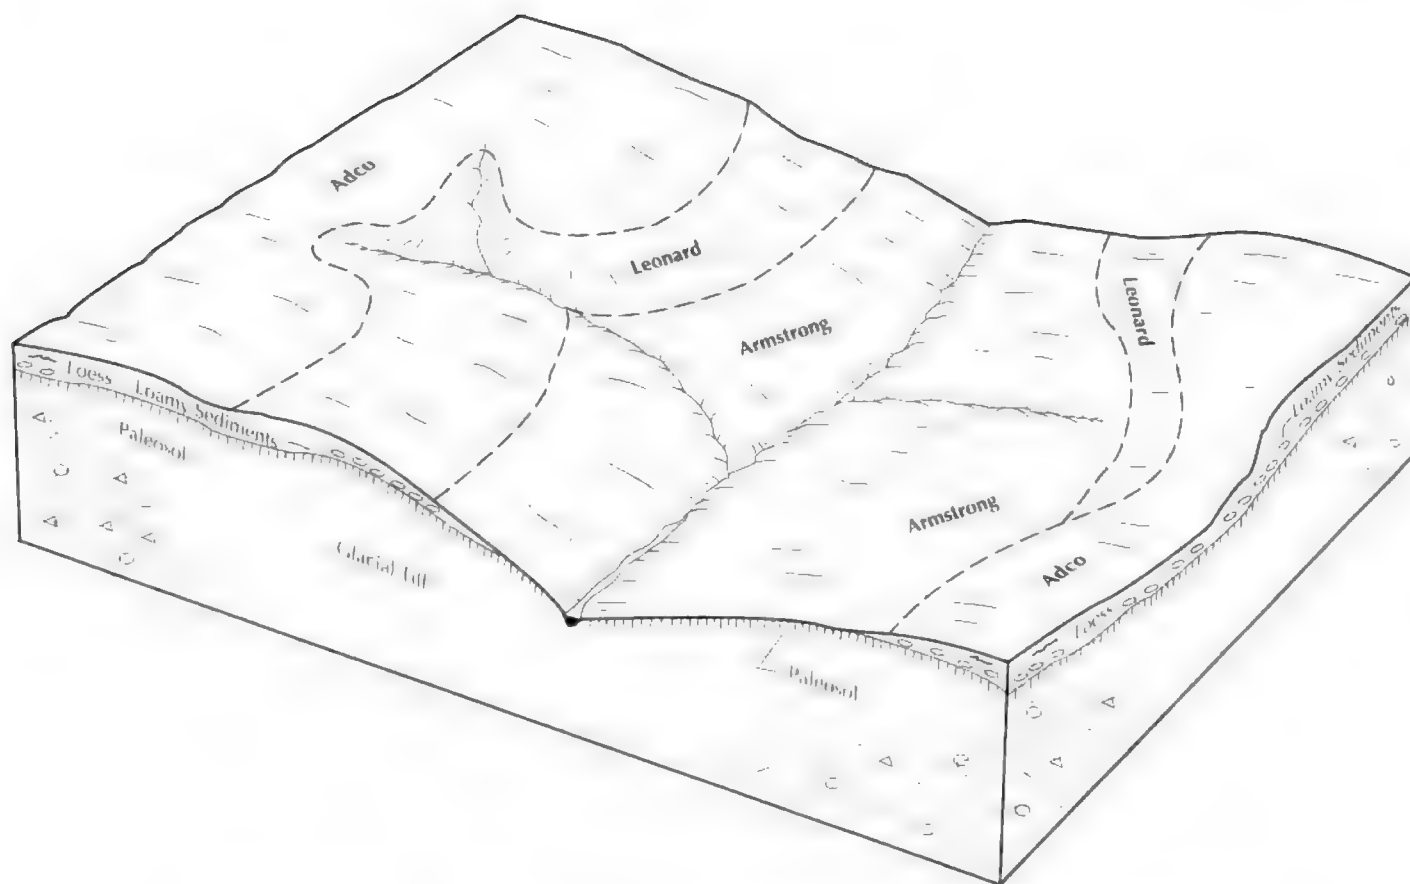 Adco
Leonard
Leonard
Armstrong
Armstrong
Adco
Loess
Loamy Sediments
Paleosol
Glacial Till
Paleosol
Loess
Loamy Sediments